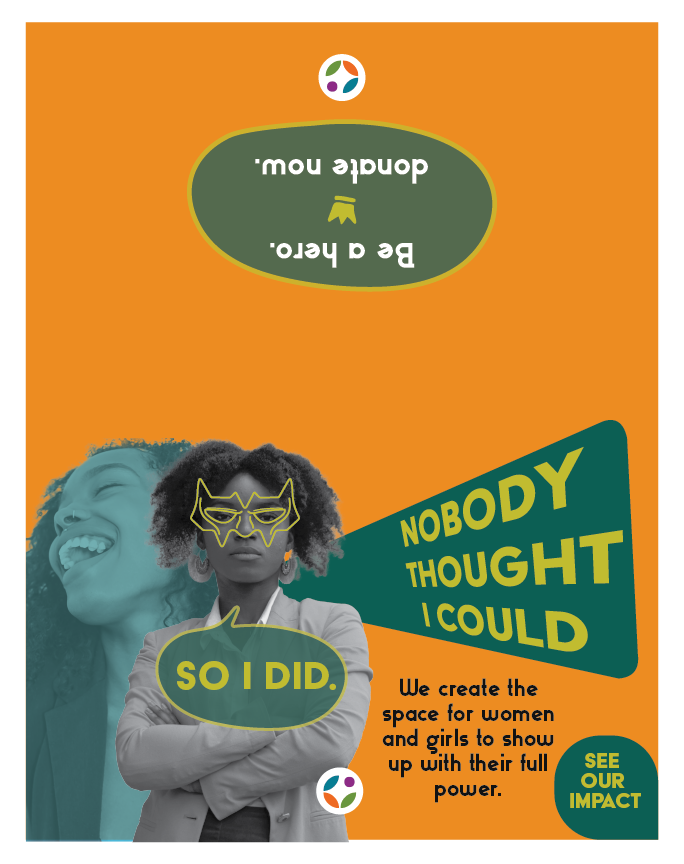 Be a hero.
donate now.
NOBODY
THOUGHT
I COULD
SO I DID.
We create the
space for women
and girls to show
up with their full
power.
SEE
OUR
IMPACT